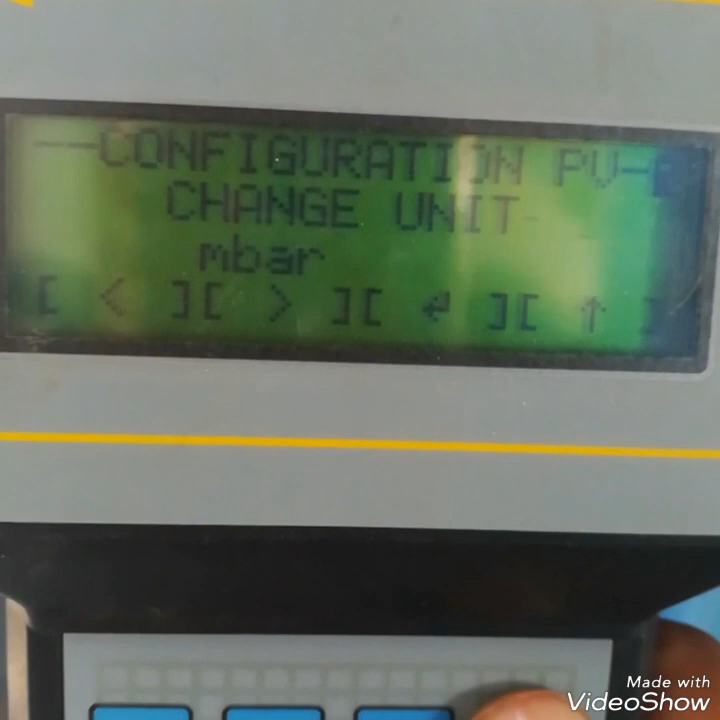 --CONFIGURATION PV-
CHANGE UNIT
mbar
[ < ][ > ][ ↵ ][ ↑ ]
Made with
VideoShow